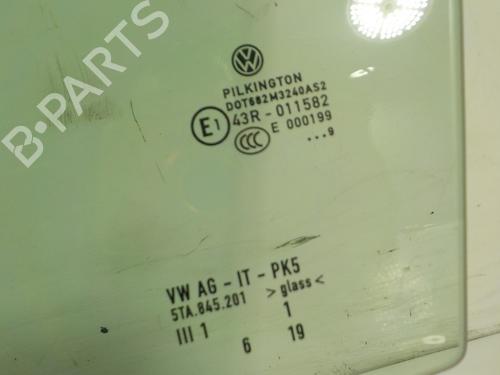 B-PARTS
PILKINGTON
DOT682M3240AS2
E1 43R-011582
CCC E 000199
...9
VW AG - IT - PK5
5TA.845.201 >glass<
III 1 1
6 19